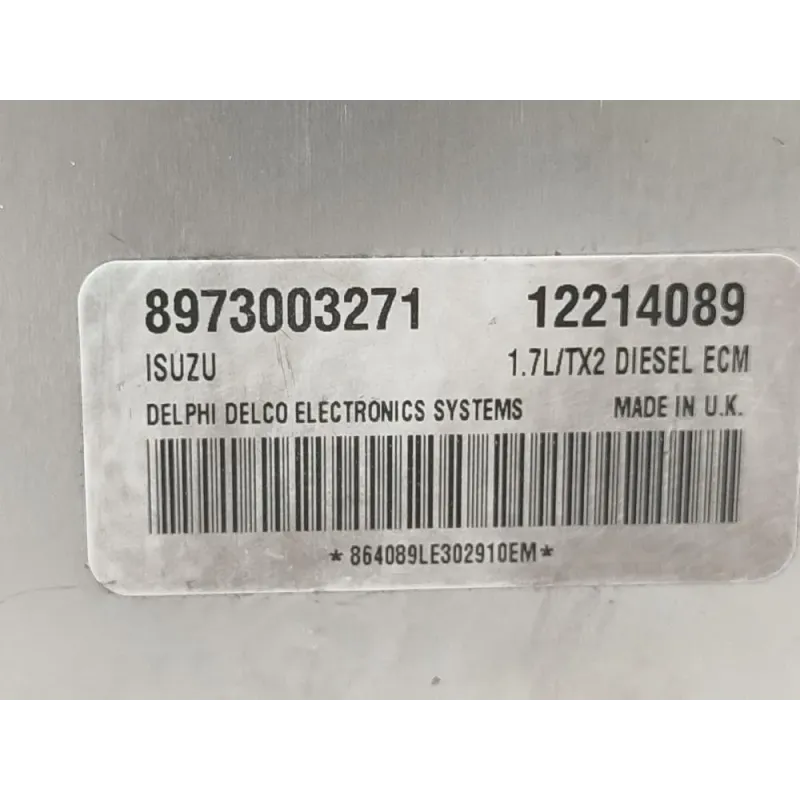 8973003271 12214089
ISUZU 1.7L/TX2 DIESEL ECM
DELPHI DELCO ELECTRONICS SYSTEMS MADE IN U.K.
*864089LE302910EM*